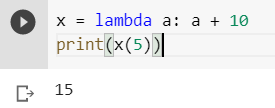 x = lambda a: a + 10
print(x(5))
15